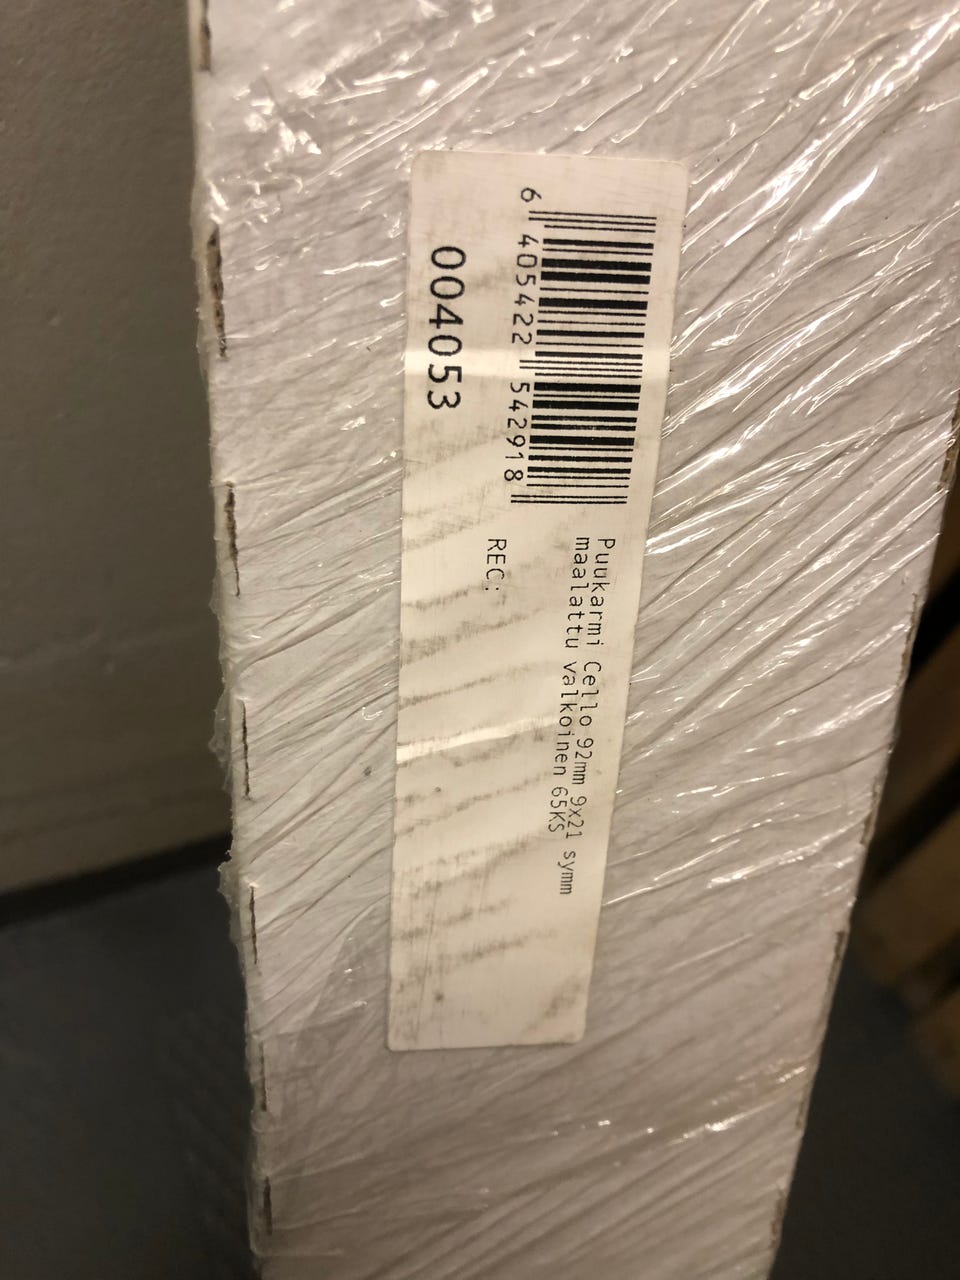 Puukarmi Cello 92mm 9x21 symm
maalattu valkoinen 65KS
6 405422 542918
REC:
004053